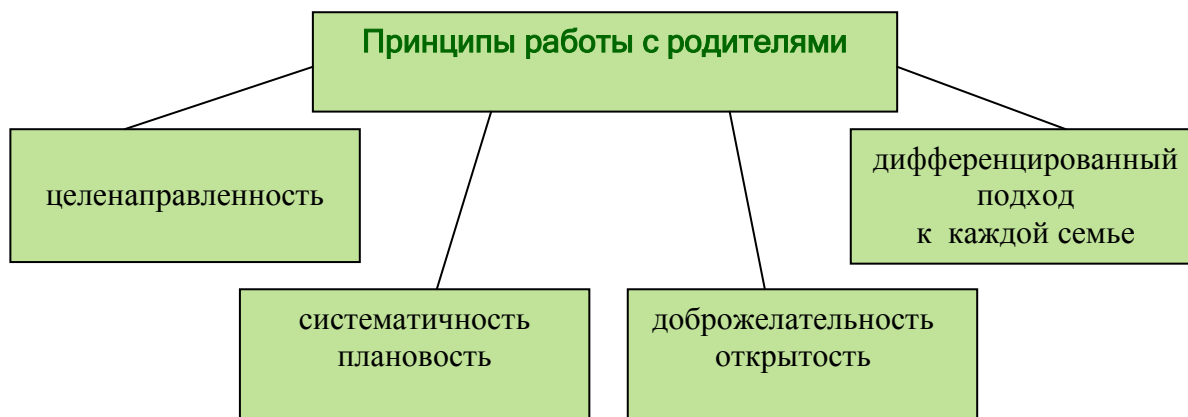 Принципы работы с родителями
целенаправленность
дифференцированный
подход
к каждой семье
систематичность
плановость
доброжелательность
открытость